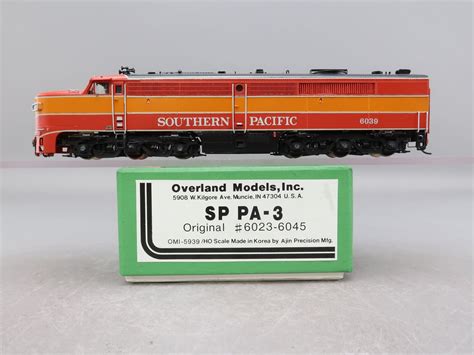 SOUTHERN PACIFIC 6039
Overland Models, Inc.
5908 W. Kilgore Ave. Muncie, IN 47304 U.S.A.
SP PA-3
Original #6023-6045
OMI-5939/HO Scale Made in Korea by Ajin Precision Mfg.